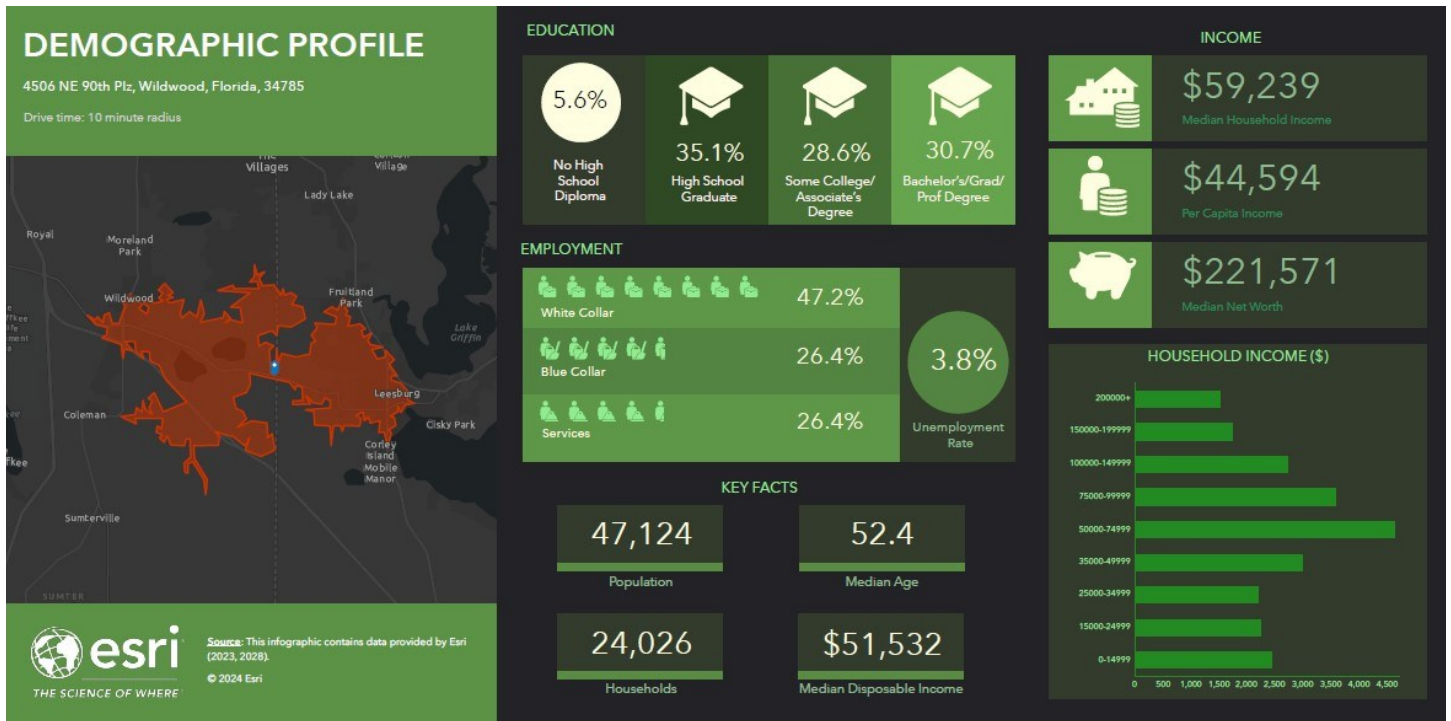 DEMOGRAPHIC PROFILE
4506 NE 90th Plz, Wildwood, Florida, 34785
Drive time: 10 minute radius
Villages
Village
Lady Lake
Royal
Moreland
Park
Wildwood
Fruitland
Park
Lake
Griffin
Leesburg
Coleman
Cisky Park
Corley
Island
Mobile
Manor
Sumterville
SUMTER
esri
THE SCIENCE OF WHERE
Source: This infographic contains data provided by Esri
(2023, 2028).
© 2024 Esri
EDUCATION
5.6%
No High
School
Diploma
35.1%
High School
Graduate
28.6%
Some College/
Associate's
Degree
30.7%
Bachelor's/Grad/
Prof Degree
EMPLOYMENT
White Collar
47.2%
Blue Collar
26.4%
Services
26.4%
3.8%
Unemployment
Rate
KEY FACTS
47,124
Population
52.4
Median Age
24,026
Households
$51,532
Median Disposable Income
INCOME
$59,239
Median Household Income
$44,594
Per Capita Income
$221,571
Median Net Worth
HOUSEHOLD INCOME ($)
200000+
150000-199999
100000-149999
75000-99999
50000-74999
35000-49999
25000-34999
15000-24999
0-14999
0 500 1,000 1,500 2,000 2,500 3,000 3,500 4,000 4,500